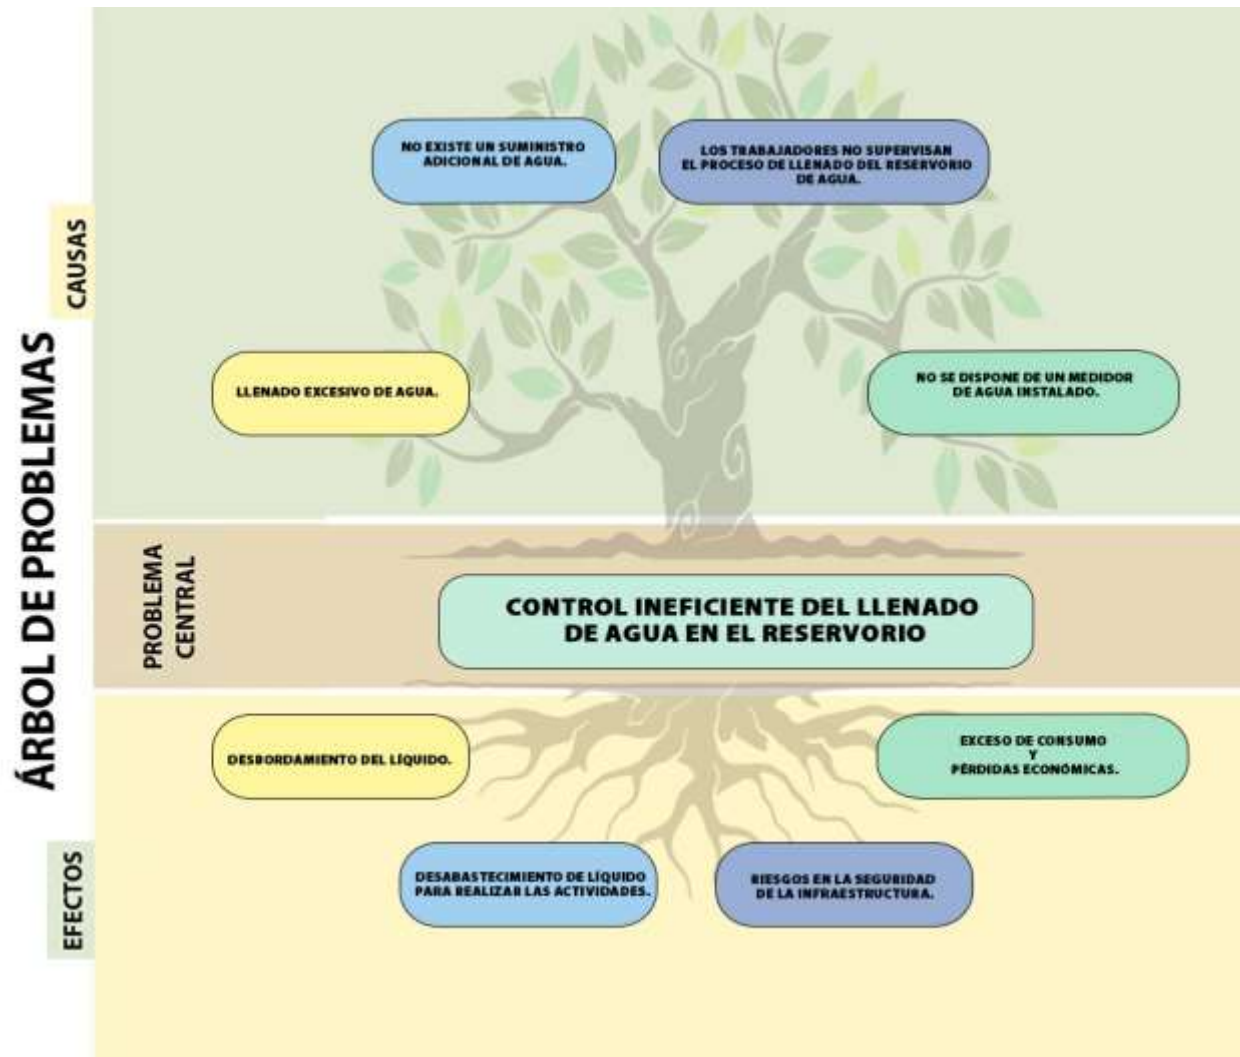 ÁRBOL DE PROBLEMAS
CAUSAS
NO EXISTE UN SUMINISTRO
ADICIONAL DE AGUA.
LOS TRABAJADORES NO SUPERVISAN
EL PROCESO DE LLENADO DEL RESERVORIO
DE AGUA.
LLENADO EXCESIVO DE AGUA.
NO SE DISPONE DE UN MEDIDOR
DE AGUA INSTALADO.
PROBLEMA
CENTRAL
CONTROL INEFICIENTE DEL LLENADO
DE AGUA EN EL RESERVORIO
EFECTOS
DESBORDAMIENTO DEL LÍQUIDO.
EXCESO DE CONSUMO
Y
PÉRDIDAS ECONÓMICAS.
DESABASTECIMIENTO DE LÍQUIDO
PARA REALIZAR LAS ACTIVIDADES.
RIESGOS EN LA SEGURIDAD
DE LA INFRAESTRUCTURA.